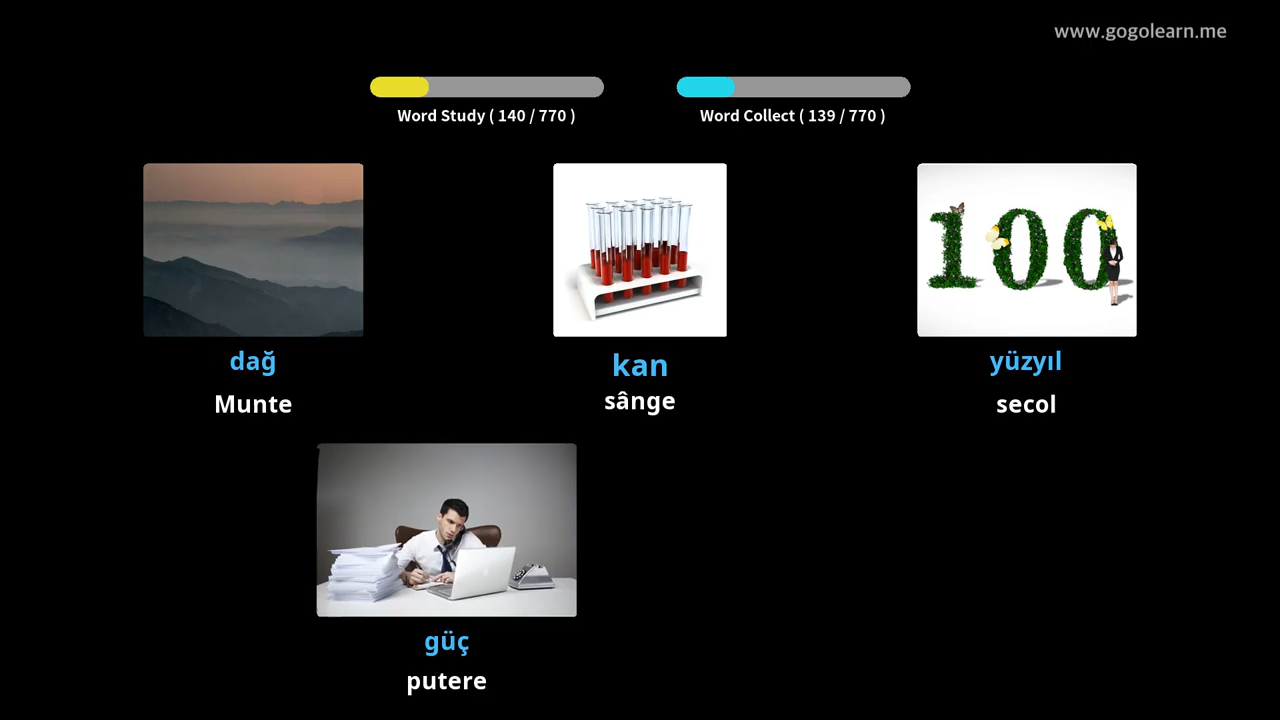 www.gogolearn.me
Word Study ( 140 / 770 )
Word Collect ( 139 / 770 )
dağ
Munte
kan
sânge
yüzyıl
secol
güç
putere